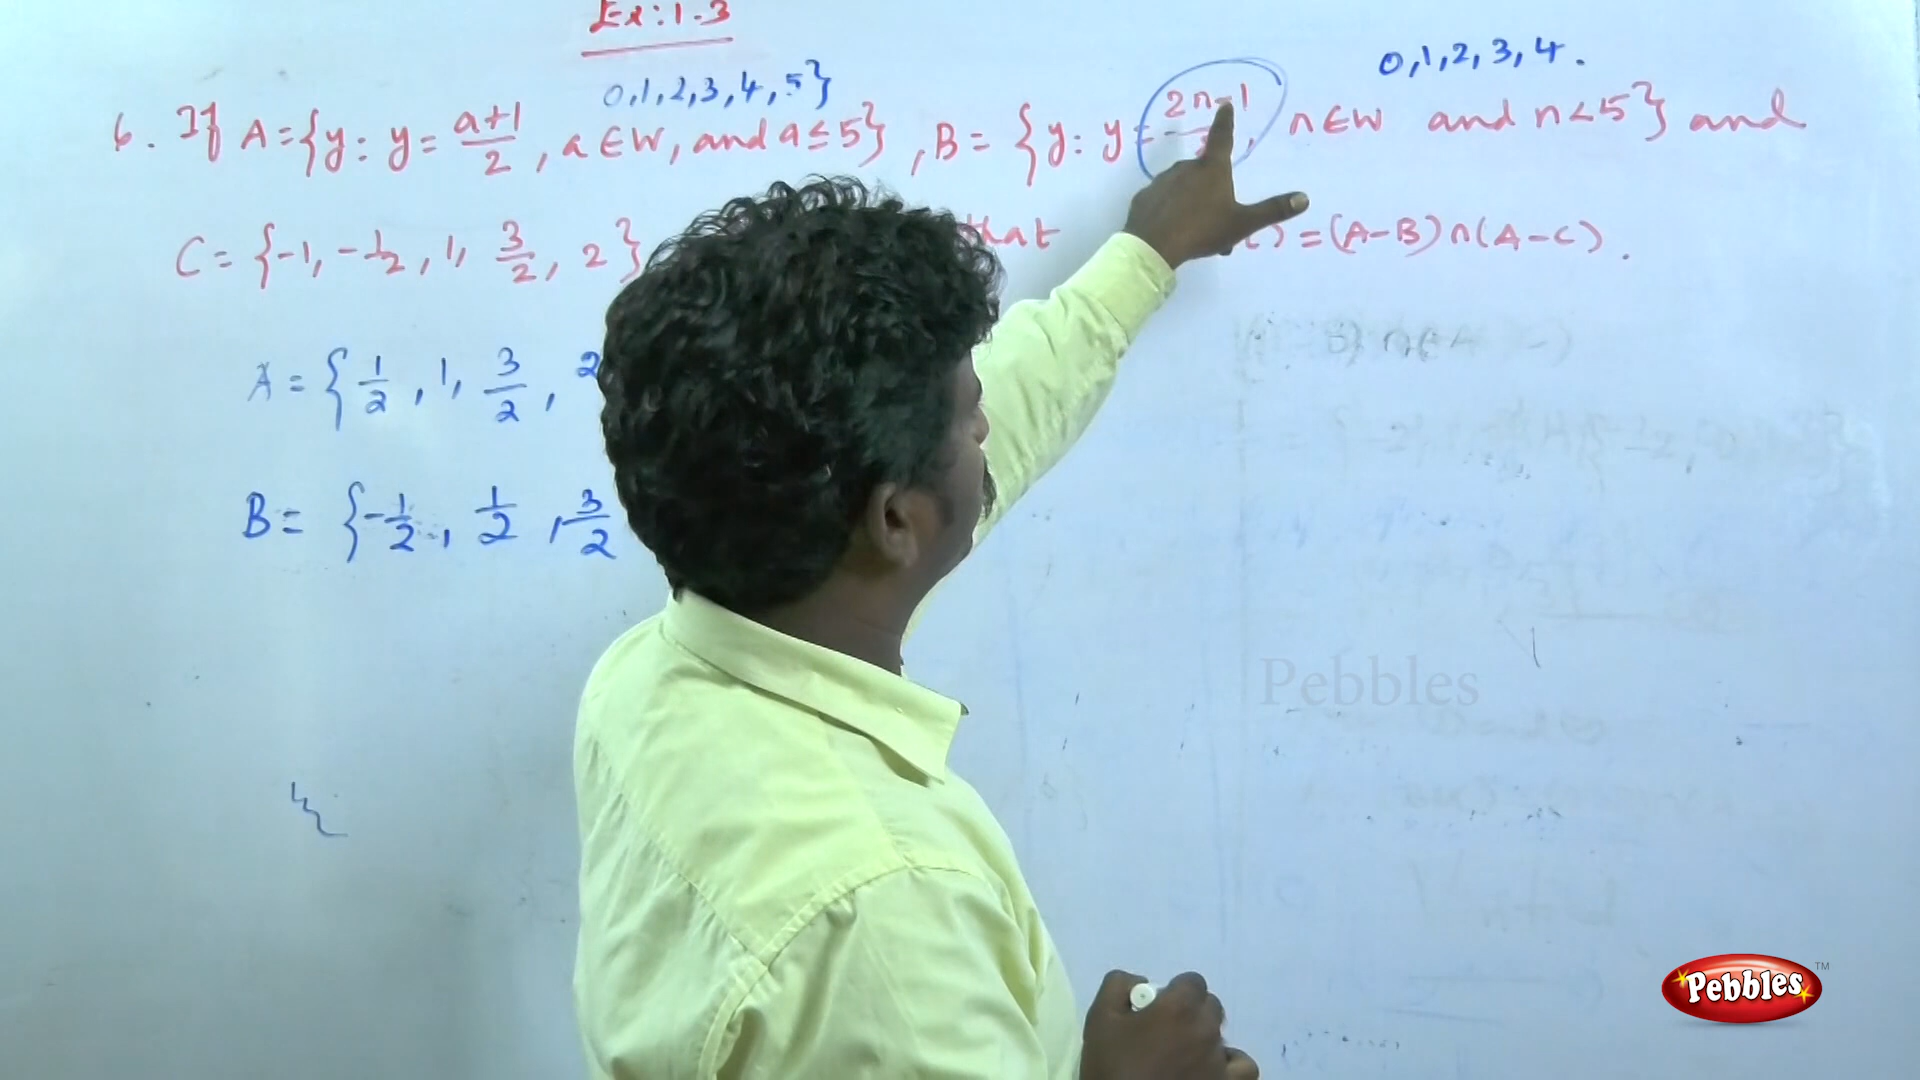 Ex:1.3
0,1,2,3,4,5}
0,1,2,3,4.
6. If A={y: y= a+1/2, a∈W, and a≤5}, B= {y: y= 2n-1/, n∈W and n<5} and
C= {-1, -1/2, 1, 3/2, 2} that )=(A-B)∩(A-C).
A= {1/2, 1, 3/2, 2
B= {-1/2, 1/2, 3/2
Pebbles
Pebbles™